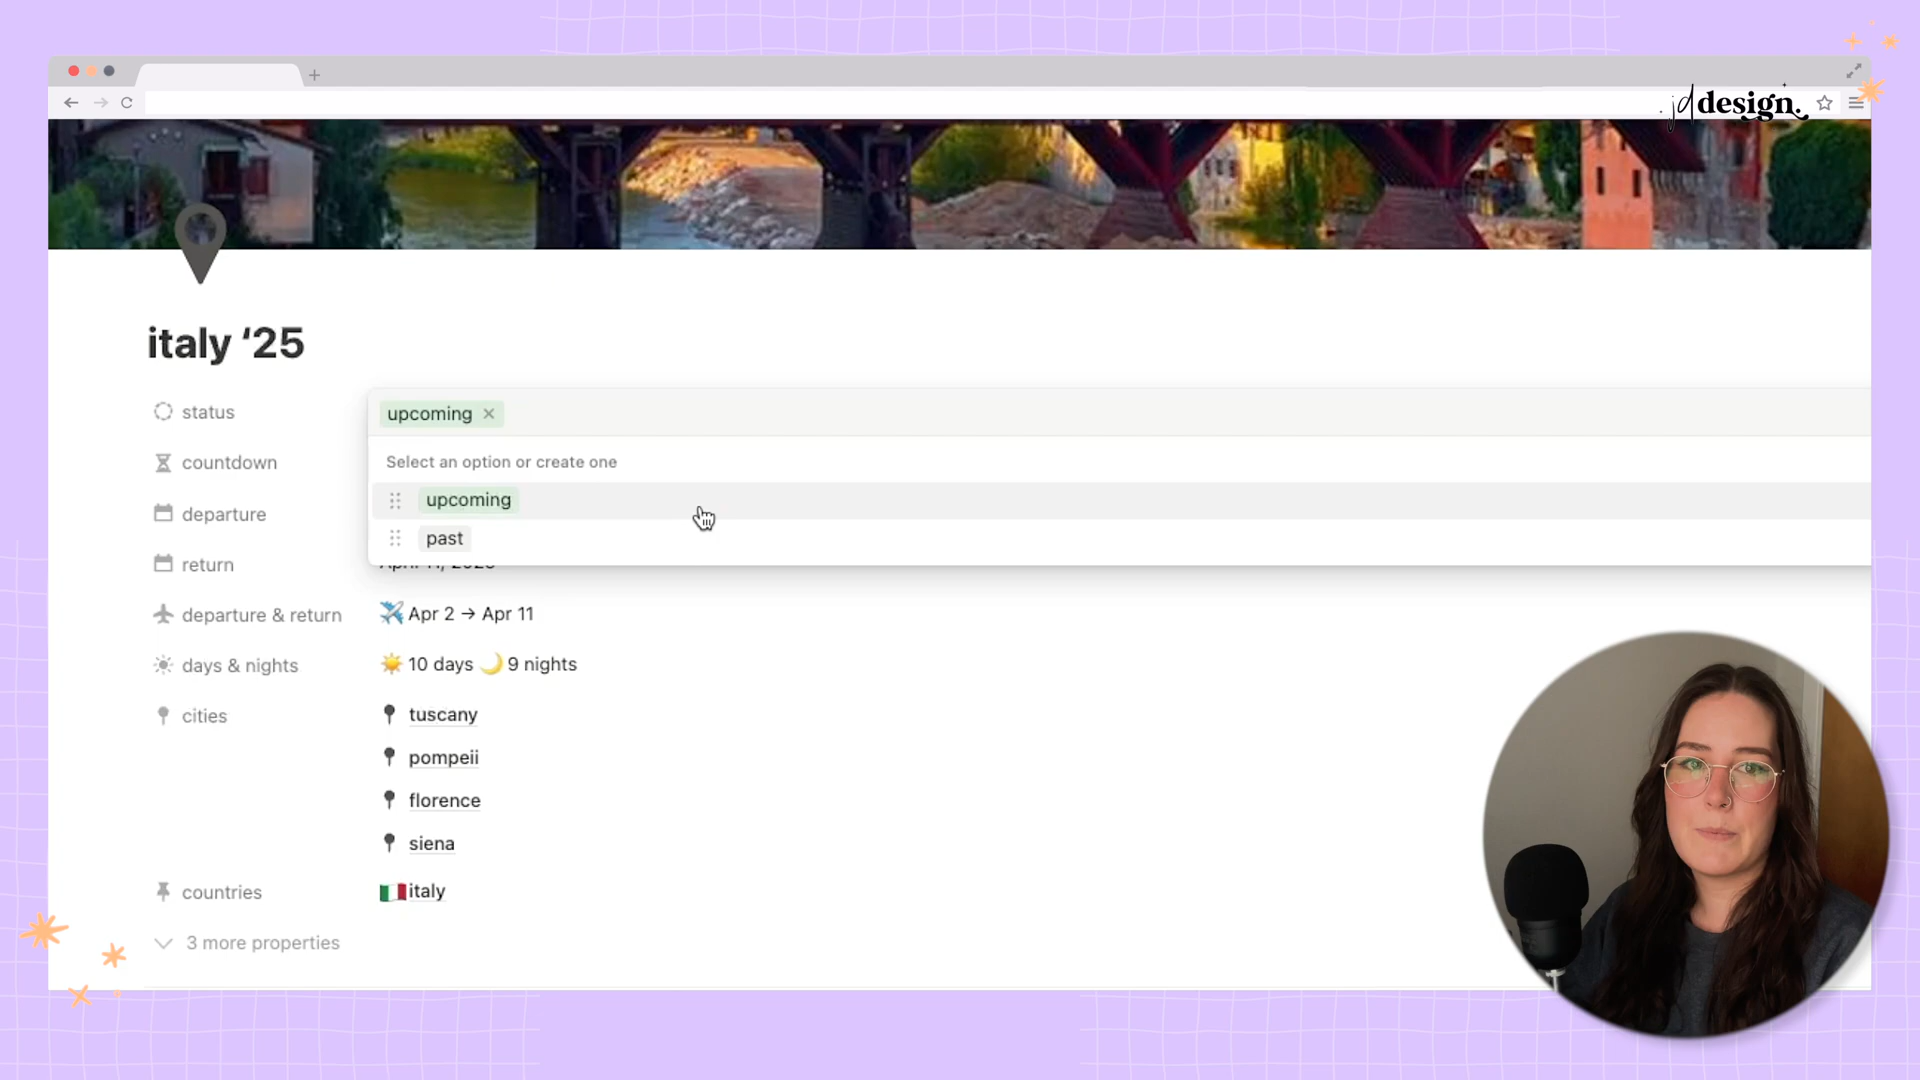 .jd design.
italy ‘25
status
upcoming ×
Select an option or create one
upcoming
past
countdown
departure
return
departure & return
✈️ Apr 2 → Apr 11
days & nights
☀️ 10 days 🌙 9 nights
cities
tuscany
pompeii
florence
siena
countries
🇮🇹 italy
3 more properties